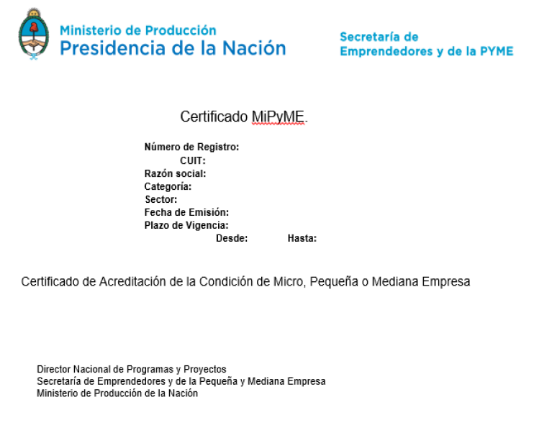 Ministerio de Producción
Presidencia de la Nación
Secretaría de
Emprendedores y de la PYME
Certificado MiPyME.
Número de Registro:
CUIT:
Razón social:
Categoría:
Sector:
Fecha de Emisión:
Plazo de Vigencia:
Desde: Hasta:
Certificado de Acreditación de la Condición de Micro, Pequeña o Mediana Empresa
Director Nacional de Programas y Proyectos
Secretaría de Emprendedores y de la Pequeña y Mediana Empresa
Ministerio de Producción de la Nación